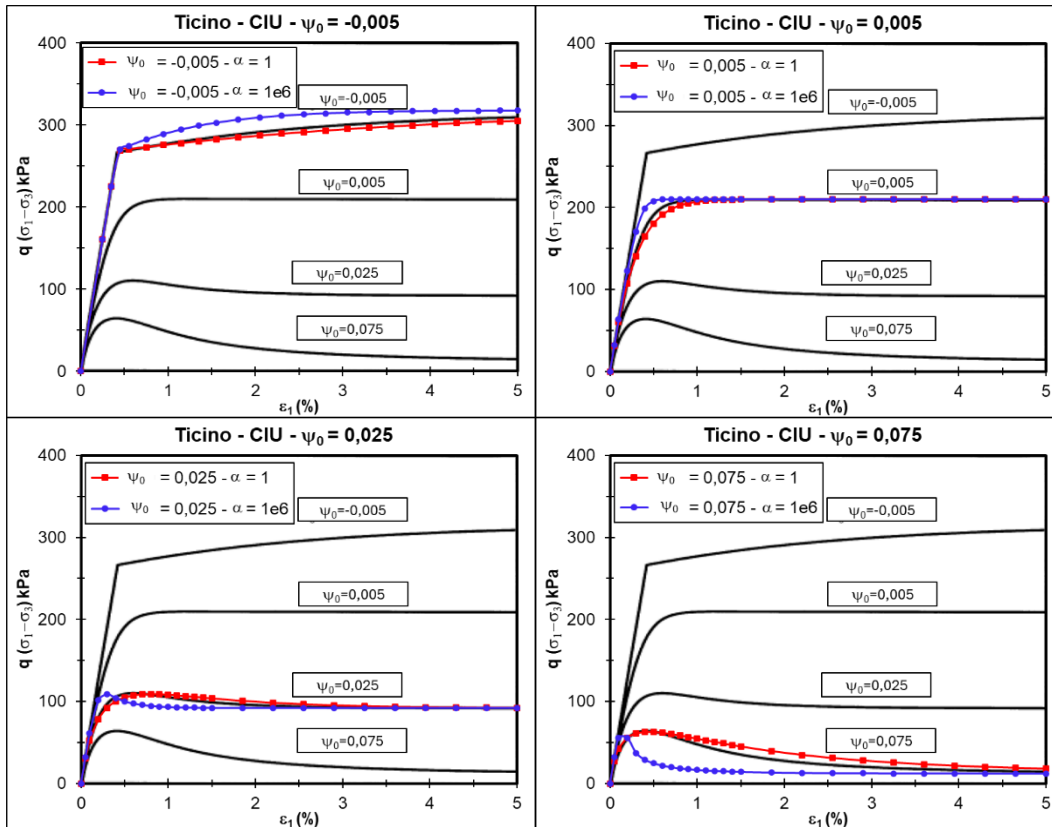 Ticino - CIU - ψ₀ = -0,005
400
300
200
100
0
q (σ₁-σ₃) kPa
ψ₀ = -0,005 - α = 1
ψ₀ = -0,005 - α = 1e6
ψ₀=-0,005
ψ₀=0,005
ψ₀=0,025
ψ₀=0,075
0 1 2 3 4 5
ε₁ (%)
Ticino - CIU - ψ₀ = 0,005
400
300
200
100
0
q (σ₁-σ₃) kPa
ψ₀ = 0,005 - α = 1
ψ₀ = 0,005 - α = 1e6
ψ₀=-0,005
ψ₀=0,005
ψ₀=0,025
ψ₀=0,075
0 1 2 3 4 5
ε₁ (%)
Ticino - CIU - ψ₀ = 0,025
400
300
200
100
0
q (σ₁-σ₃) kPa
ψ₀ = 0,025 - α = 1
ψ₀ = 0,025 - α = 1e6
ψ₀=-0,005
ψ₀=0,005
ψ₀=0,025
ψ₀=0,075
0 1 2 3 4 5
ε₁ (%)
Ticino - CIU - ψ₀ = 0,075
400
300
200
100
0
q (σ₁-σ₃) kPa
ψ₀ = 0,075 - α = 1
ψ₀ = 0,075 - α = 1e6
ψ₀=-0,005
ψ₀=0,005
ψ₀=0,025
ψ₀=0,075
0 1 2 3 4 5
ε₁ (%)